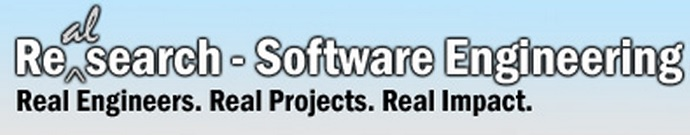 Re^search - Software Engineering
al
Real Engineers. Real Projects. Real Impact.